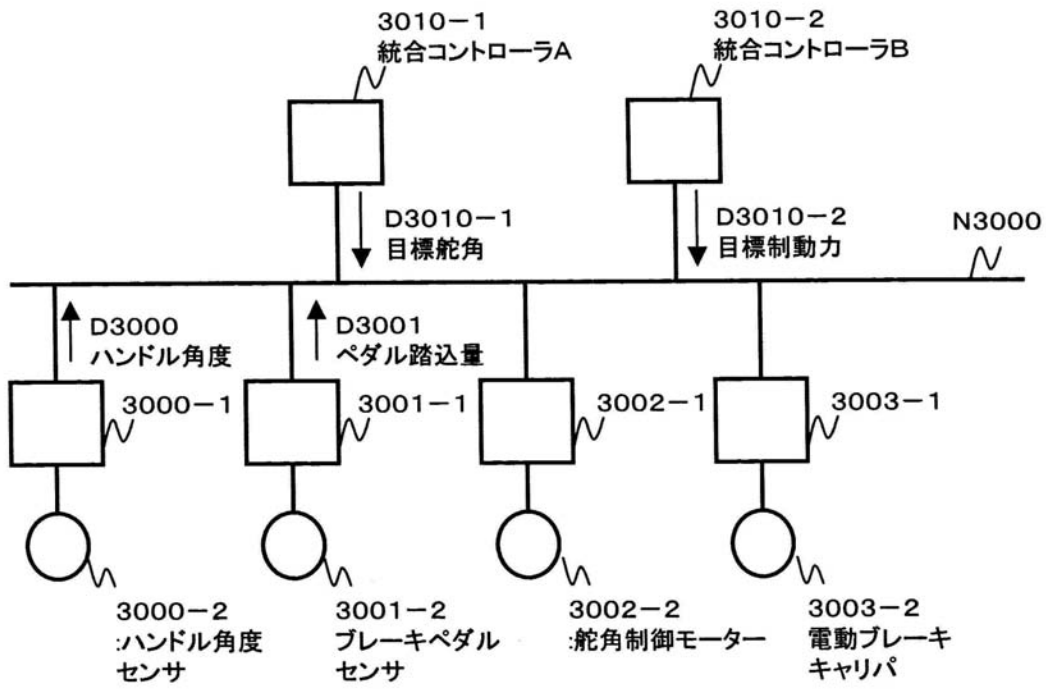 3010-1
統合コントローラA
3010-2
統合コントローラB
D3010-1
目標舵角
D3010-2
目標制動力
N3000
D3000
ハンドル角度
D3001
ペダル踏込量
3000-1
3001-1
3002-1
3003-1
3000-2
:ハンドル角度
センサ
3001-2
ブレーキペダル
センサ
3002-2
:舵角制御モーター
3003-2
電動ブレーキ
キャリパ